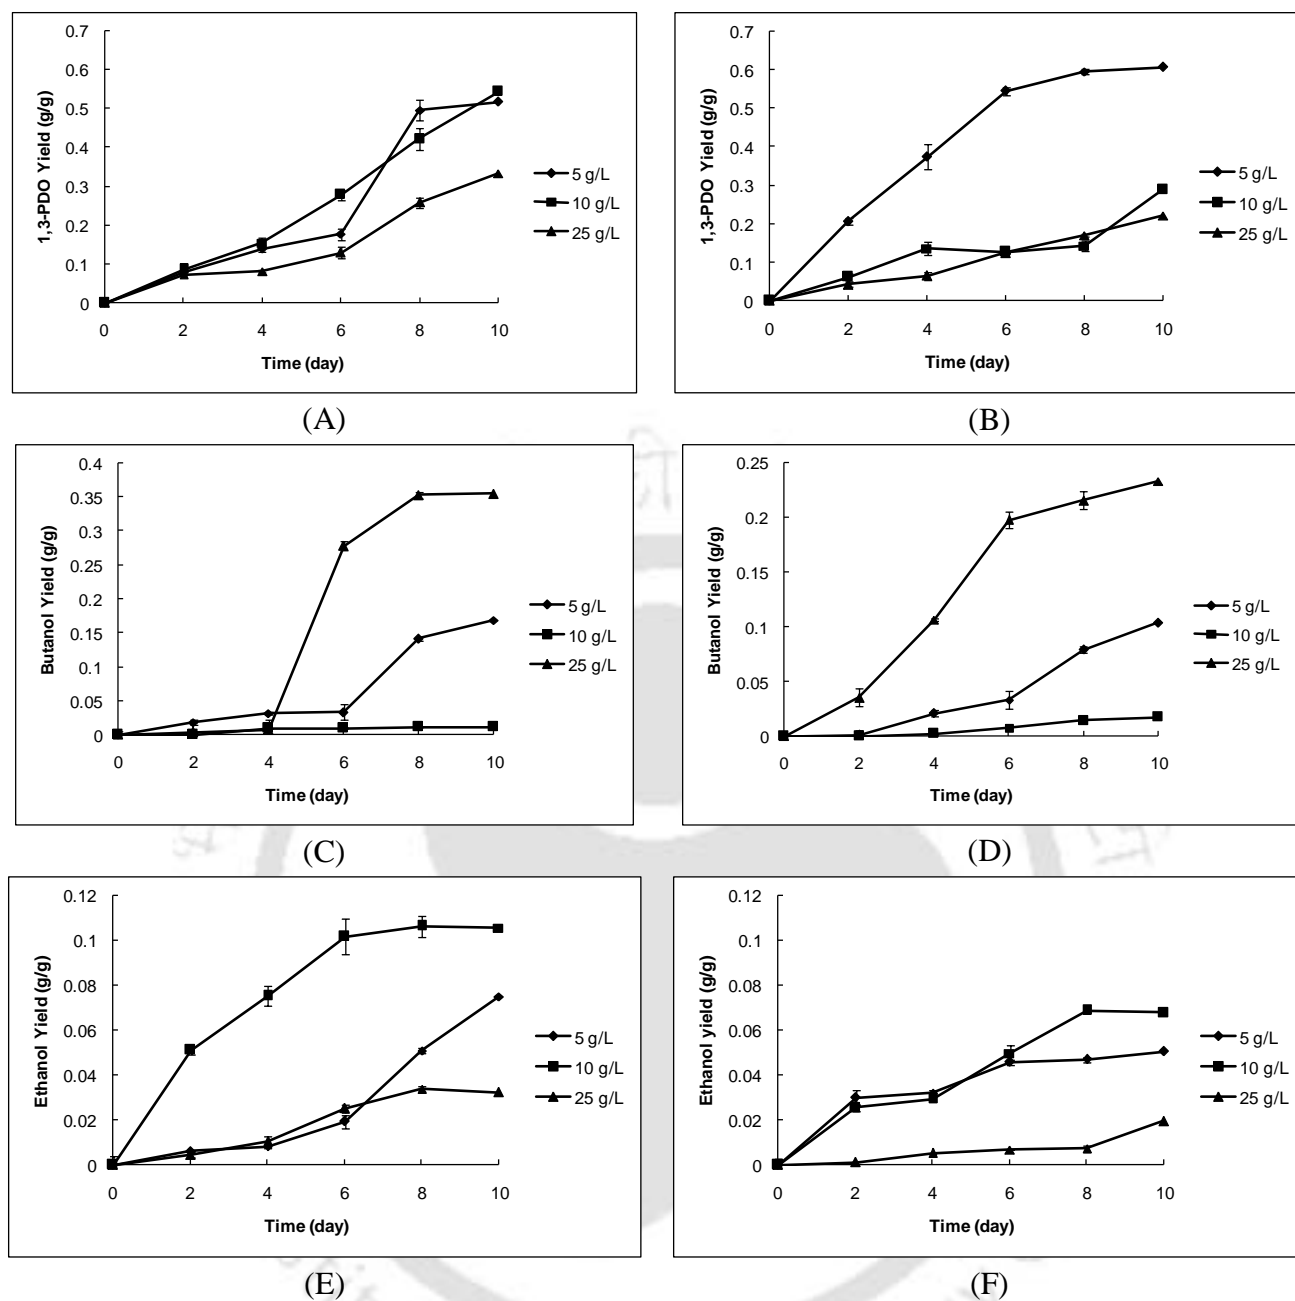 0.7
0.6
0.5
0.4
0.3
0.2
0.1
0
1,3-PDO Yield (g/g)
0 2 4 6 8 10
Time (day)
5 g/L
10 g/L
25 g/L
(A)
0.7
0.6
0.5
0.4
0.3
0.2
0.1
0
1,3-PDO Yield (g/g)
0 2 4 6 8 10
Time (day)
5 g/L
10 g/L
25 g/L
(B)
0.4
0.35
0.3
0.25
0.2
0.15
0.1
0.05
0
Butanol Yield (g/g)
0 2 4 6 8 10
Time (day)
5 g/L
10 g/L
25 g/L
(C)
0.25
0.2
0.15
0.1
0.05
0
Butanol Yield (g/g)
0 2 4 6 8 10
Time (day)
5 g/L
10 g/L
25 g/L
(D)
0.12
0.1
0.08
0.06
0.04
0.02
0
Ethanol Yield (g/g)
0 2 4 6 8 10
Time (day)
5 g/L
10 g/L
25 g/L
(E)
0.12
0.1
0.08
0.06
0.04
0.02
0
Ethanol yield (g/g)
0 2 4 6 8 10
Time (day)
5 g/L
10 g/L
25 g/L
(F)